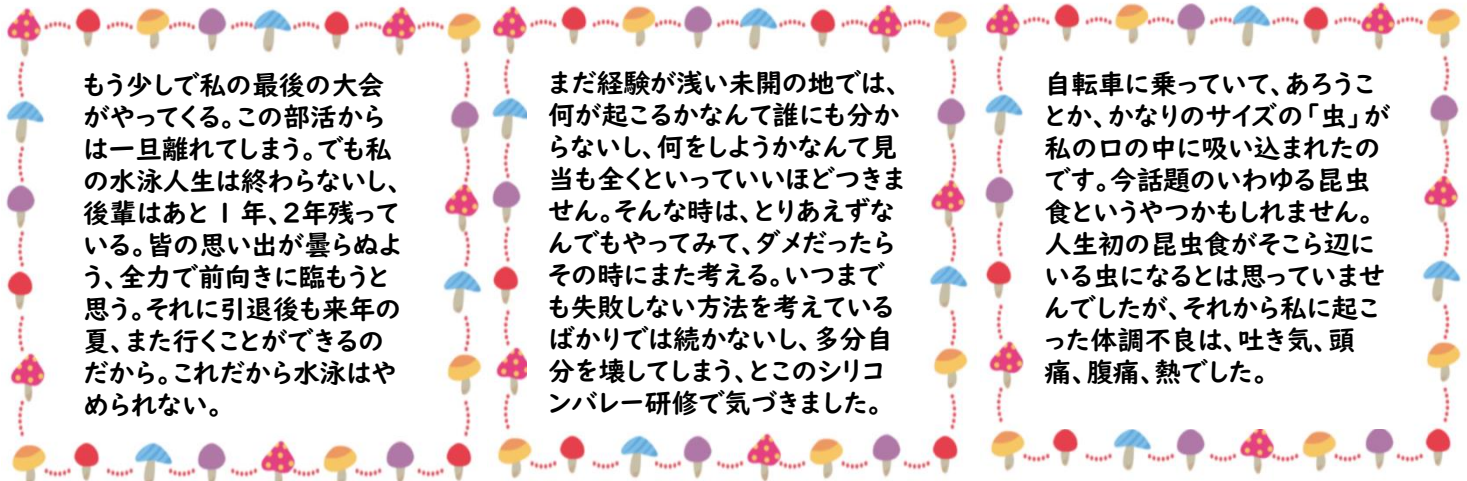 もう少しで私の最後の大会
がやってくる。この部活から
は一旦離れてしまう。でも私
の水泳人生は終わらないし、
後輩はあと1年、2年残って
いる。皆の思い出が曇らぬよ
う、全力で前向きに臨もうと
思う。それに引退後も来年の
夏、また行くことができるの
だから。これだから水泳はや
められない。
まだ経験が浅い未開の地では、
何が起こるかなんて誰にも分か
らないし、何をしようかなんて見
当も全くといっていいほどつきま
せん。そんな時は、とりあえずな
んでもやってみて、ダメだったら
その時にまた考える。いつまで
も失敗しない方法を考えている
ばかりでは続かないし、多分自
分を壊してしまう、とこのシリコ
ンバレー研修で気づきました。
自転車に乗っていて、あろうこ
とか、かなりのサイズの「虫」が
私の口の中に吸い込まれたの
です。今話題のいわゆる昆虫
食というやつかもしれません。
人生初の昆虫食がそこら辺に
いる虫になるとは思っていませ
んでしたが、それから私に起こ
った体調不良は、吐き気、頭
痛、腹痛、熱でした。